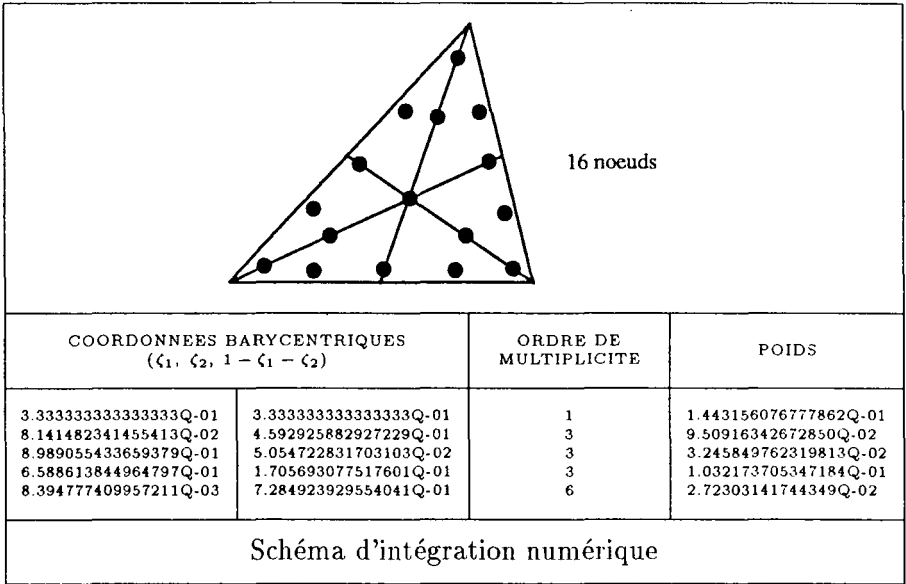 16 noeuds
COORDONNEES BARYCENTRIQUES
(ζ1, ζ2, 1 − ζ1 − ζ2)
ORDRE DE
MULTIPLICITE
POIDS
3.333333333333333Q-01 3.333333333333333Q-01 1 1.443156076777862Q-01
8.141482341455413Q-02 4.592925882927229Q-01 3 9.50916342672850Q-02
8.989055433659379Q-01 5.054722831703103Q-02 3 3.245849762319813Q-02
6.588613844964797Q-01 1.705693077517601Q-01 3 1.032173705347184Q-01
8.394777409957211Q-03 7.284923929554041Q-01 6 2.72303141744349Q-02
Schéma d'intégration numérique